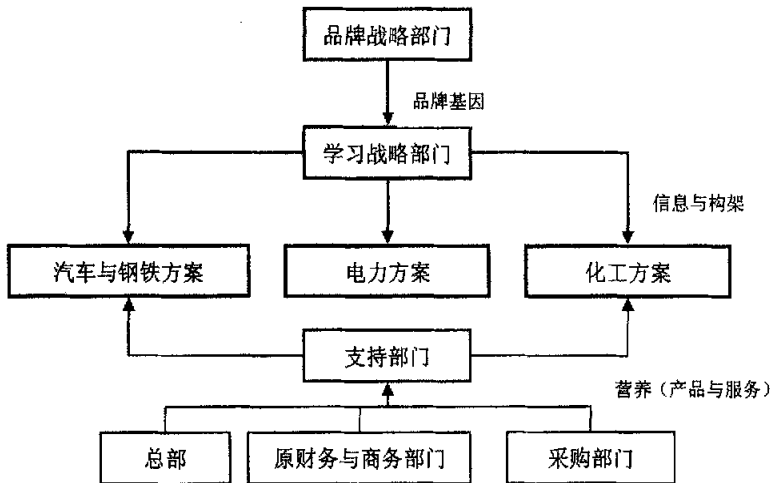 品牌战略部门
品牌基因
学习战略部门
信息与构架
汽车与钢铁方案
电力方案
化工方案
支持部门
营养（产品与服务）
总部
原财务与商务部门
采购部门